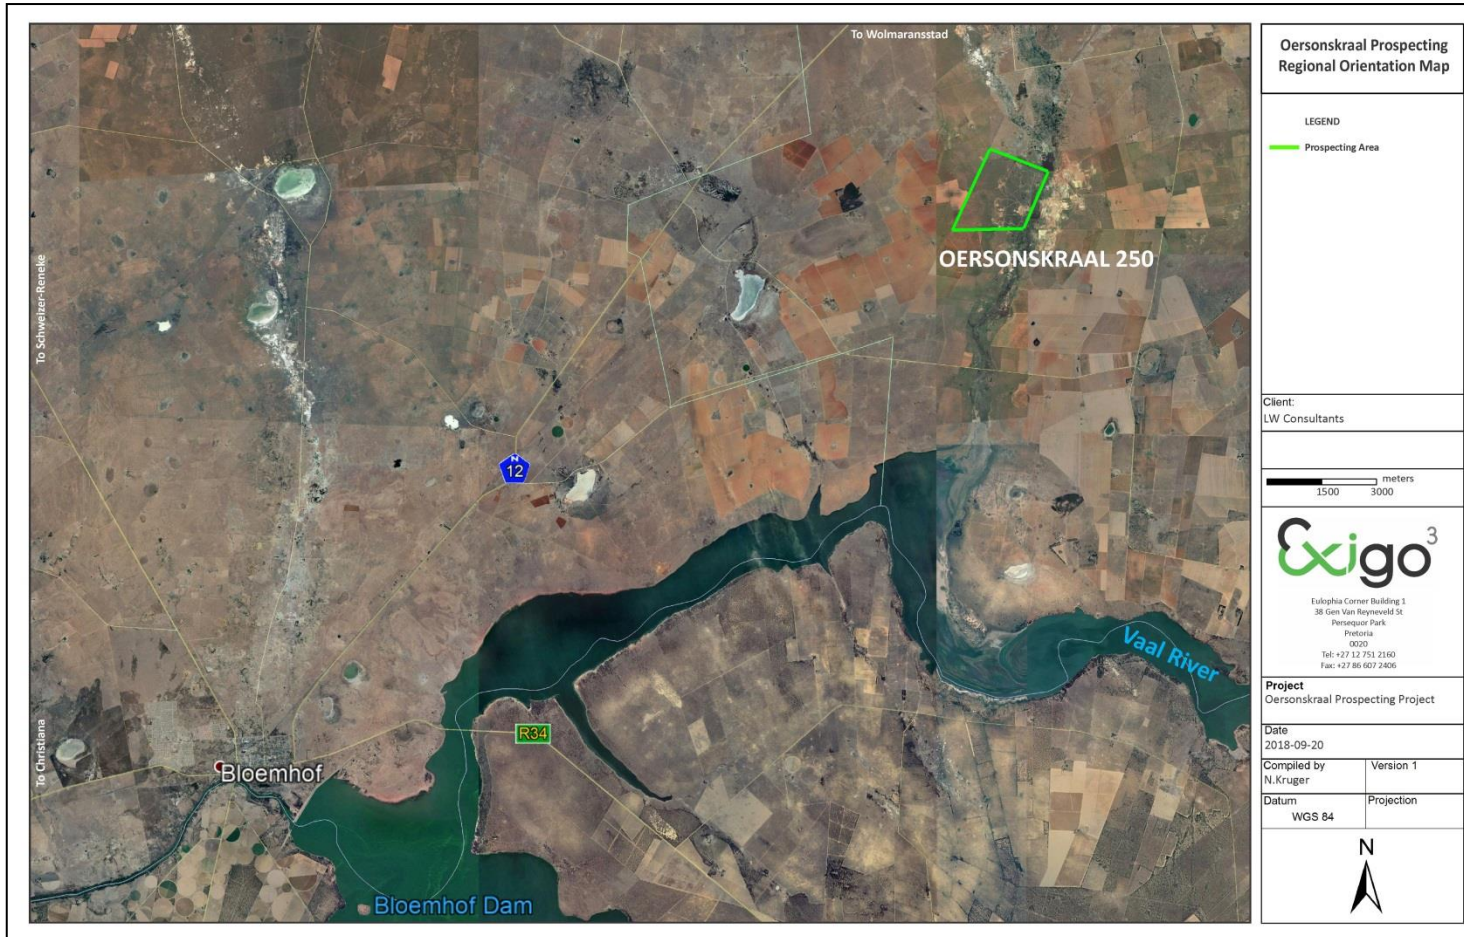 To Wolmaransstad
To Schweizer-Reneke
OERSONSKRAAL 250
N
12
Vaal River
R34
To Christiana
Bloemhof
Bloemhof Dam
Oersonskraal Prospecting
Regional Orientation Map
LEGEND
Prospecting Area
Client:
LW Consultants
meters
1500 3000
Exigo3
Eulophia Corner Building 1
38 Gen Van Reyneveld St
Persequor Park
Pretoria
0020
Tel: +27 12 751 2160
Fax: +27 86 607 2406
Project
Oersonskraal Prospecting Project
Date
2018-09-20
Compiled by Version 1
N.Kruger
Datum Projection
WGS 84
N